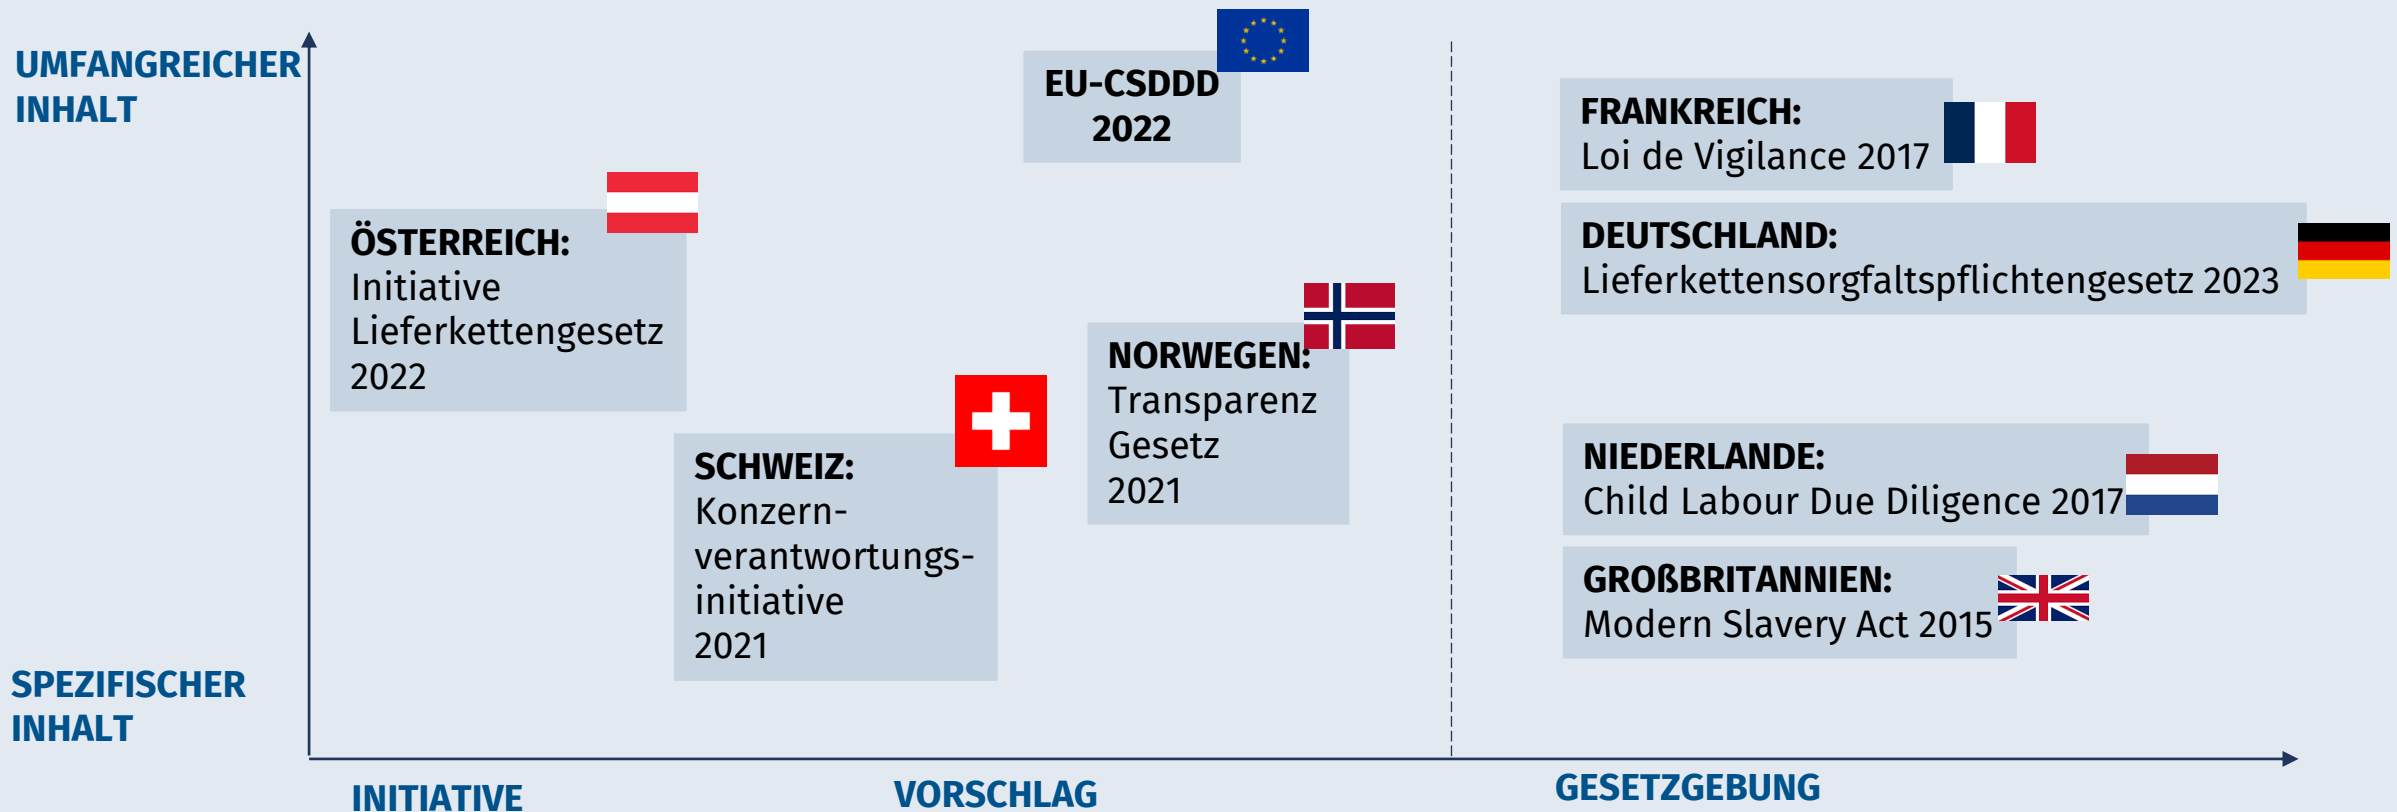 UMFANGREICHER
INHALT
EU-CSDDD
2022
FRANKREICH:
Loi de Vigilance 2017
ÖSTERREICH:
Initiative
Lieferkettengesetz
2022
DEUTSCHLAND:
Lieferkettensorgfaltspflichtengesetz 2023
NORWEGEN:
Transparenz
Gesetz
2021
SCHWEIZ:
Konzern-
verantwortungs-
initiative
2021
NIEDERLANDE:
Child Labour Due Diligence 2017
GROßBRITANNIEN:
Modern Slavery Act 2015
SPEZIFISCHER
INHALT
INITIATIVE
VORSCHLAG
GESETZGEBUNG